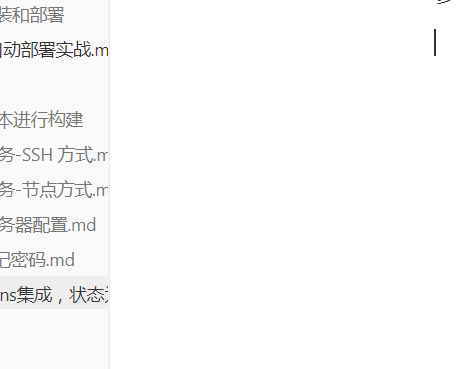 装和部署
动部署实战.m
本进行构建
务-SSH 方式.m
务-节点方式.m
务器配置.md
记密码.md
ns集成，状态